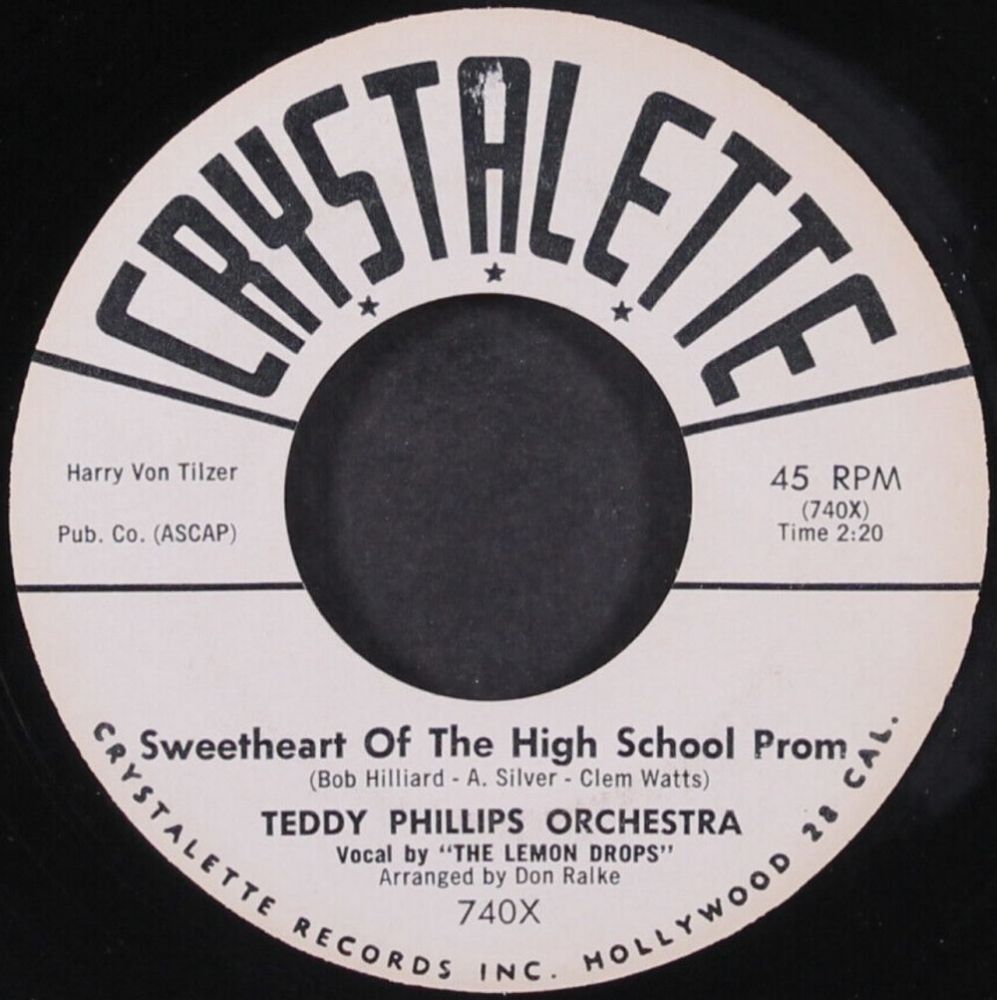 CRYSTALETTE
Harry Von Tilzer
Pub. Co. (ASCAP)
45 RPM
(740X)
Time 2:20
Sweetheart Of The High School Prom
(Bob Hilliard - A. Silver - Clem Watts)
TEDDY PHILLIPS ORCHESTRA
Vocal by "THE LEMON DROPS"
Arranged by Don Ralke
740X
CRYSTALETTE RECORDS INC. HOLLYWOOD 28 CAL.